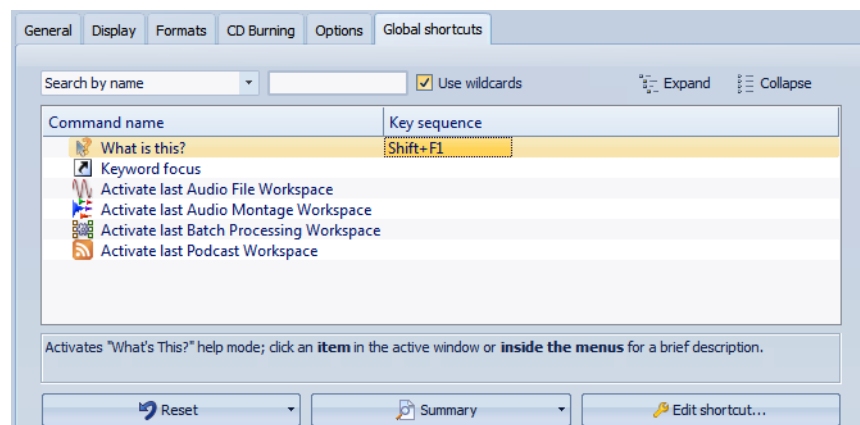 General Display Formats CD Burning Options Global shortcuts
Search by name Use wildcards Expand Collapse
Command name Key sequence
What is this? Shift+F1
Keyword focus
Activate last Audio File Workspace
Activate last Audio Montage Workspace
Activate last Batch Processing Workspace
Activate last Podcast Workspace
Activates "What's This?" help mode; click an item in the active window or inside the menus for a brief description.
Reset Summary Edit shortcut...